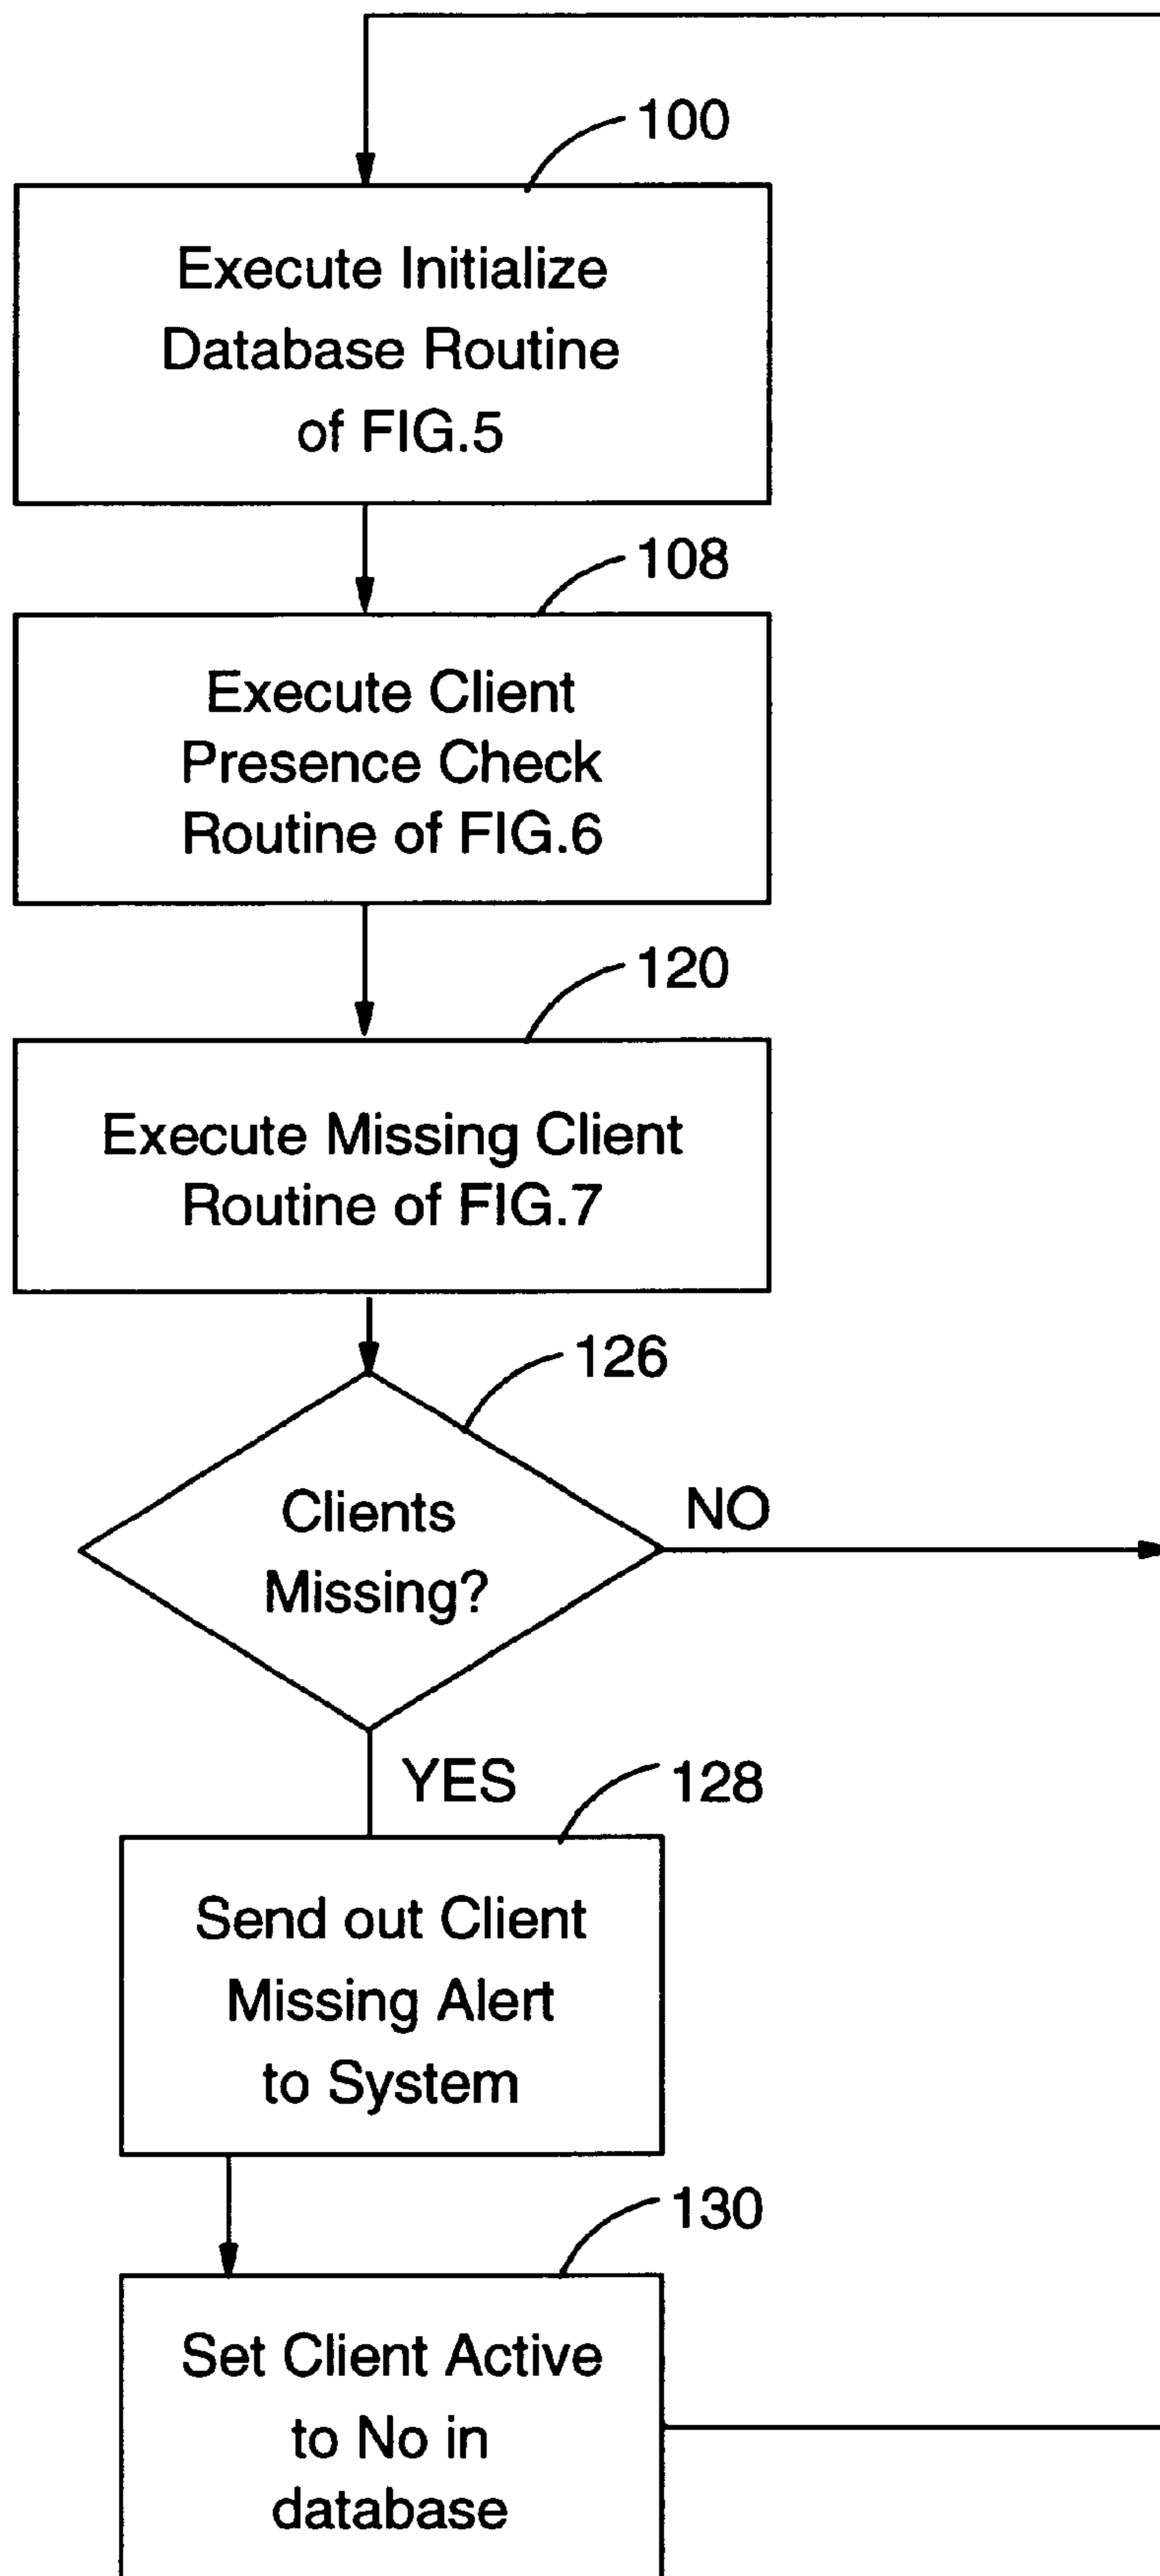 100
Execute Initialize
Database Routine
of FIG.5
108
Execute Client
Presence Check
Routine of FIG.6
120
Execute Missing Client
Routine of FIG.7
126
Clients
Missing?
NO
YES
128
Send out Client
Missing Alert
to System
130
Set Client Active
to No in
database